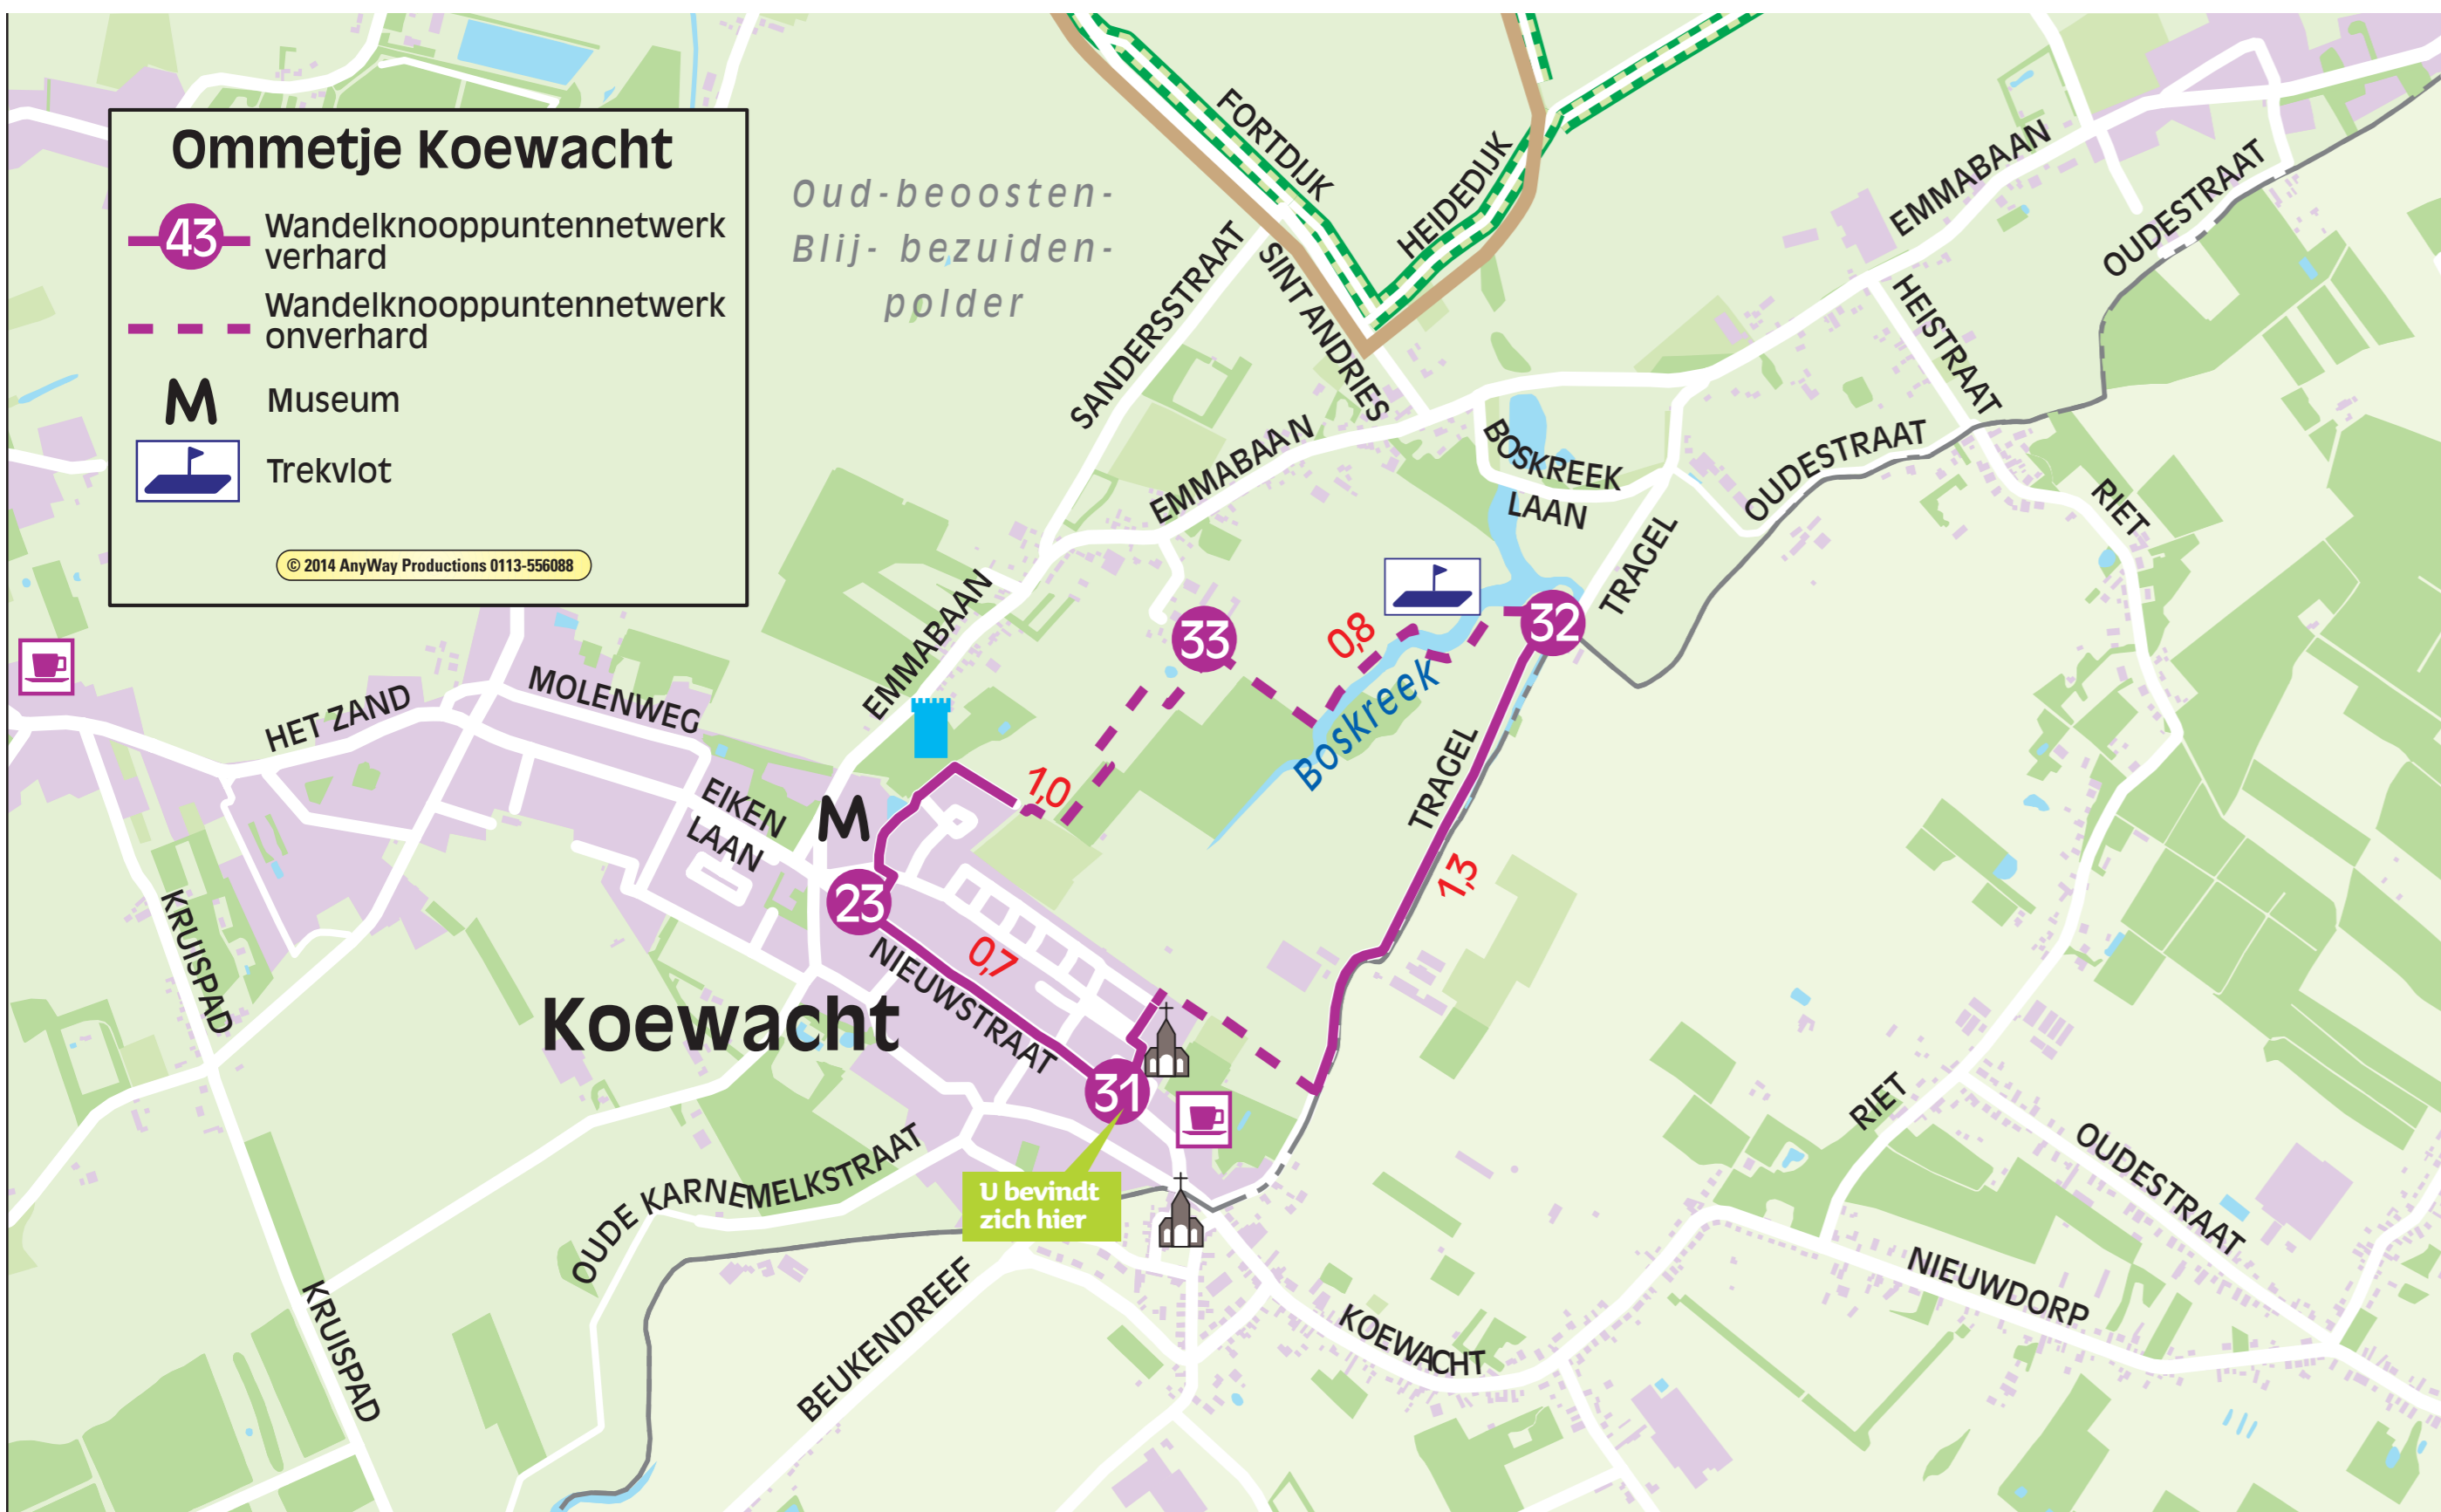 Ommetje Koewacht
43
Wandelknooppuntennetwerk
verhard
Wandelknooppuntennetwerk
onverhard
M
Museum
Trekvlot
© 2014 AnyWay Productions 0113-556088
Oud-beoosten-
Blij- bezuiden-
polder
FORTDIJK
HEIDEDIJK
SANDERSSTRAAT
SINT ANDRIES
EMMABAAN
OUDESTRAAT
HEISTRAAT
EMMABAAN
BOSKREEK
LAAN
OUDESTRAAT
RIET
TRAGEL
EMMABAAN
33
0,8
32
Boskreek
HET ZAND
MOLENWEG
1,0
TRAGEL
EIKEN
LAAN
M
1,3
23
KRUISPAD
0,7
NIEUWSTRAAT
Koewacht
31
U bevindt
zich hier
OUDE KARNEMELKSTRAAT
RIET
OUDESTRAAT
NIEUWDORP
KRUISPAD
BEUKENDREEF
KOEWACHT